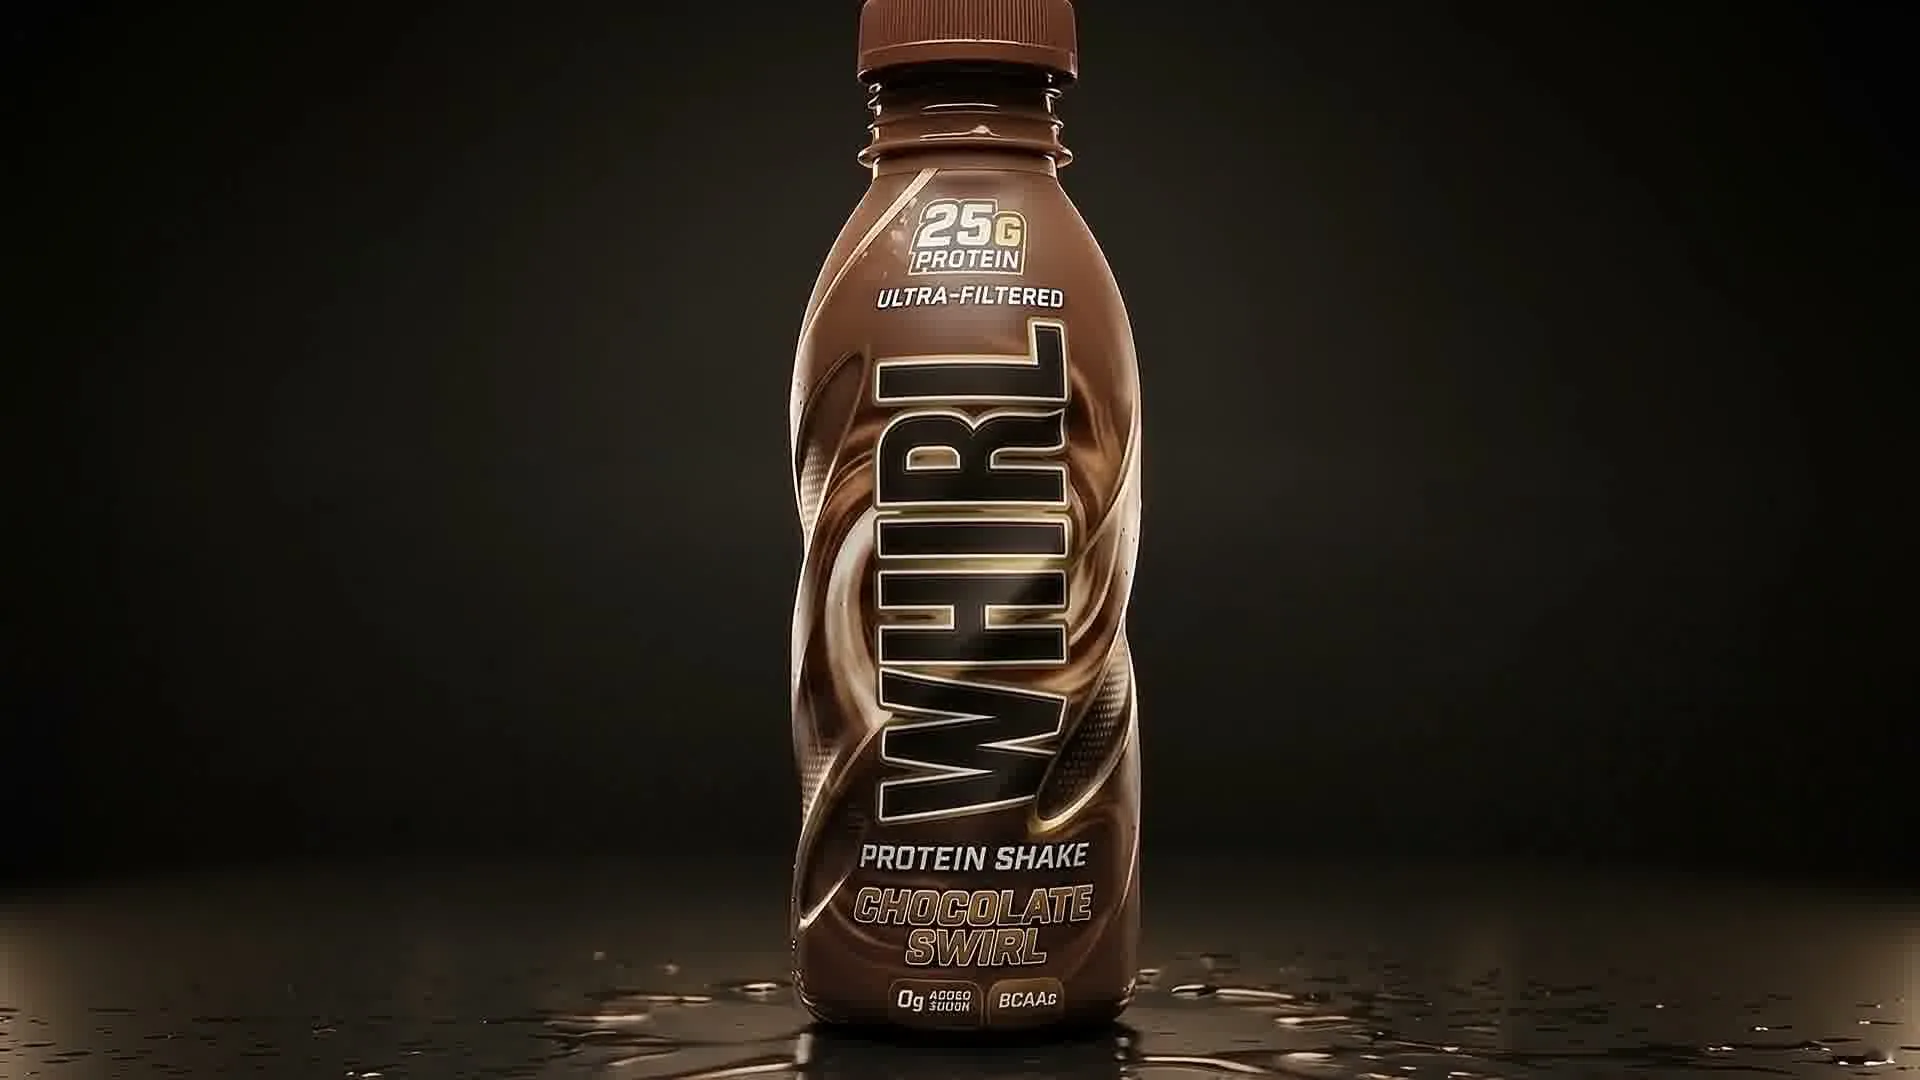 25G
PROTEIN
ULTRA-FILTERED
WHIRL
PROTEIN SHAKE
CHOCOLATE
SWIRL
0g
BCAAs